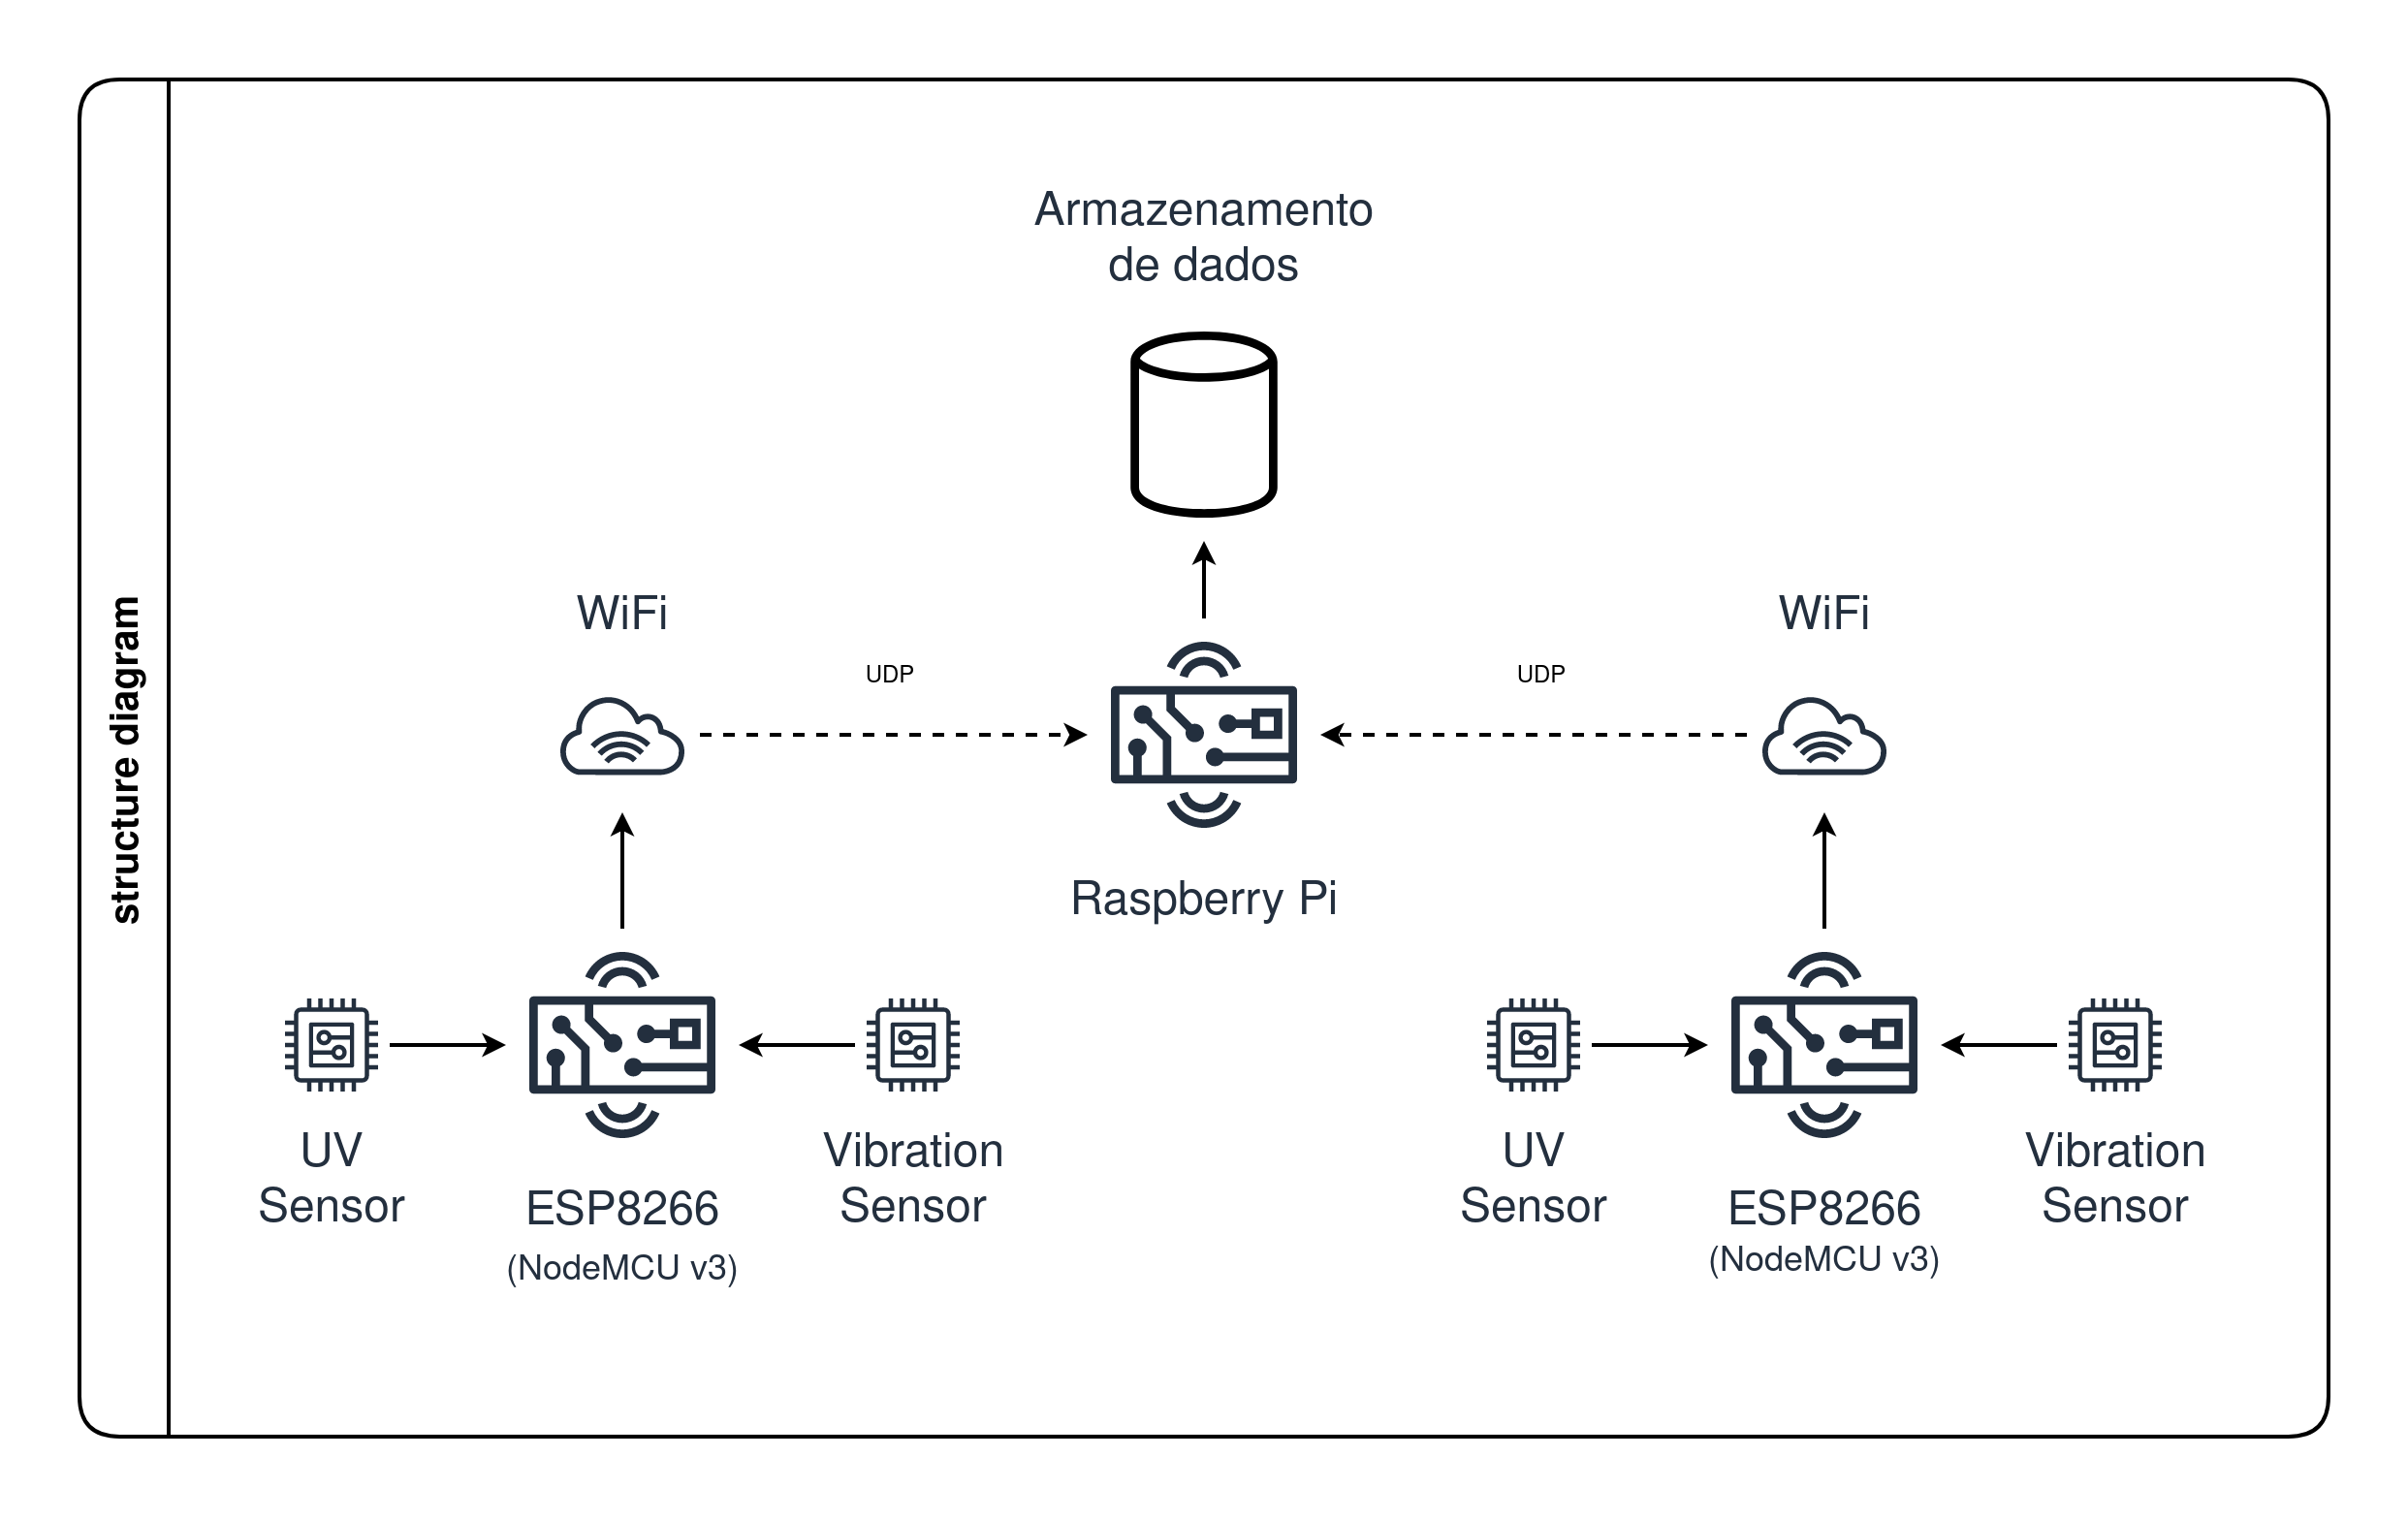 structure diagram
Armazenamento
de dados
WiFi
WiFi
UDP
UDP
Raspberry Pi
UV
Sensor
ESP8266
(NodeMCU v3)
Vibration
Sensor
UV
Sensor
ESP8266
(NodeMCU v3)
Vibration
Sensor